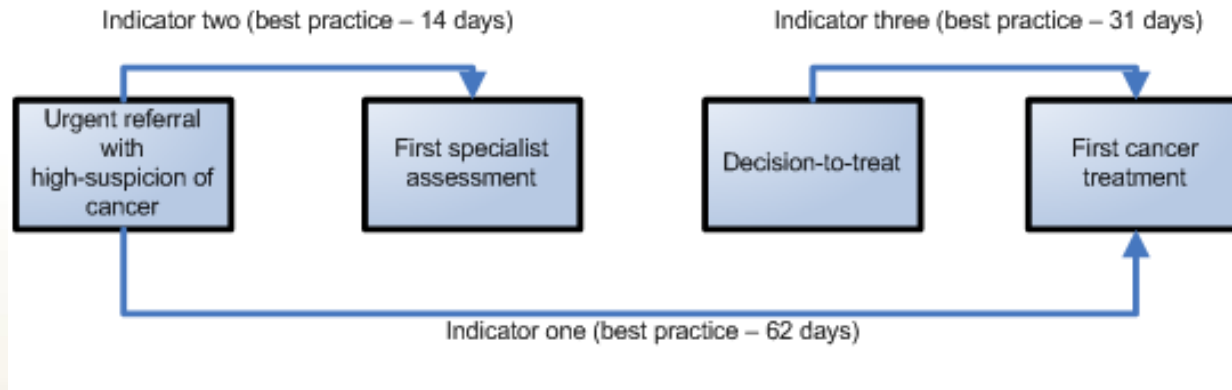 Indicator two (best practice – 14 days)
Indicator three (best practice – 31 days)
Urgent referral
with
high-suspicion of
cancer
First specialist
assessment
Decision-to-treat
First cancer
treatment
Indicator one (best practice – 62 days)